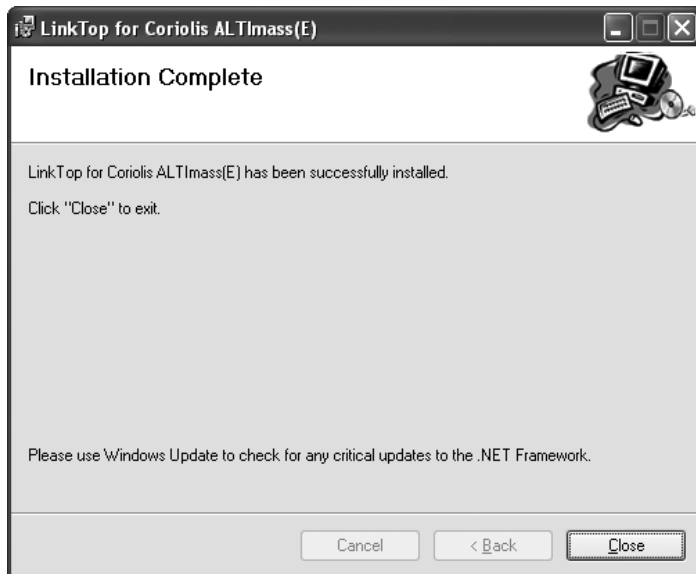 LinkTop for Coriolis ALTImass(E)
Installation Complete
LinkTop for Coriolis ALTImass(E) has been successfully installed.
Click "Close" to exit.
Please use Windows Update to check for any critical updates to the .NET Framework.
Cancel
< Back
Close